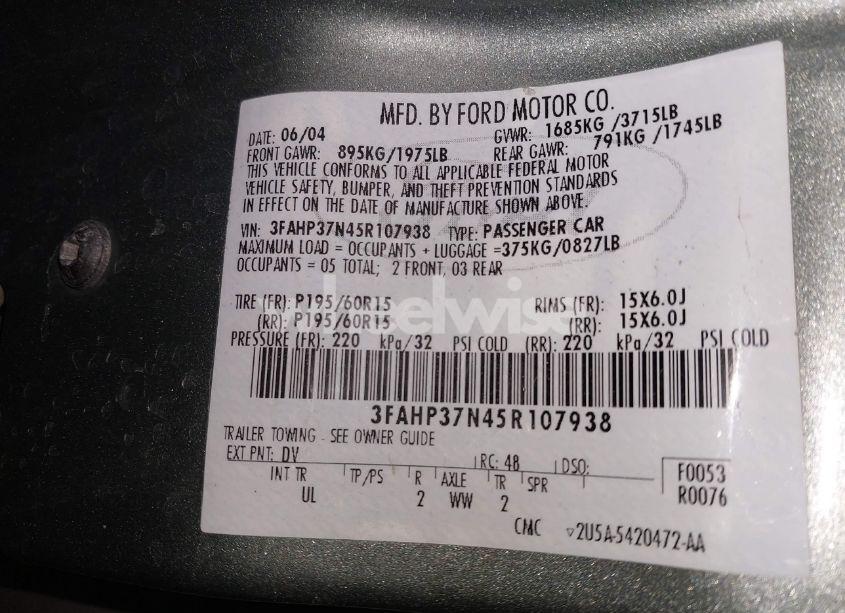 MFD. BY FORD MOTOR CO.
DATE: 06/04 GVWR: 1685KG /3715LB
FRONT GAWR: 895KG/1975LB REAR GAWR: 791KG /1745LB
THIS VEHICLE CONFORMS TO ALL APPLICABLE FEDERAL MOTOR
VEHICLE SAFETY, BUMPER, AND THEFT PREVENTION STANDARDS
IN EFFECT ON THE DATE OF MANUFACTURE SHOWN ABOVE.
VIN: 3FAHP37N45R107938 TYPE: PASSENGER CAR
MAXIMUM LOAD = OCCUPANTS + LUGGAGE =375KG/0827LB
OCCUPANTS = 05 TOTAL; 2 FRONT, 03 REAR
TIRE (FR): P195/60R15 RIMS (FR): 15X6.0J
(RR): P195/60R15 (RR): 15X6.0J
wheelwise
PRESSURE (FR): 220 kPa/32 PSI COLD (RR): 220 kPa/32 PSI COLD
3FAHP37N45R107938
TRAILER TOWING - SEE OWNER GUIDE
EXT PNT: DV RC: 48 DSO: F0053
INT TR TP/PS R AXLE TR SPR R0076
UL 2 WW 2
CMC ▽2U5A-5420472-AA